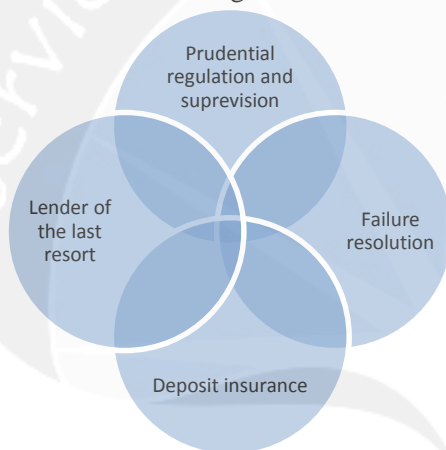 Prudential
regulation and
suprevision
Lender of
the last
resort
Failure
resolution
Deposit insurance